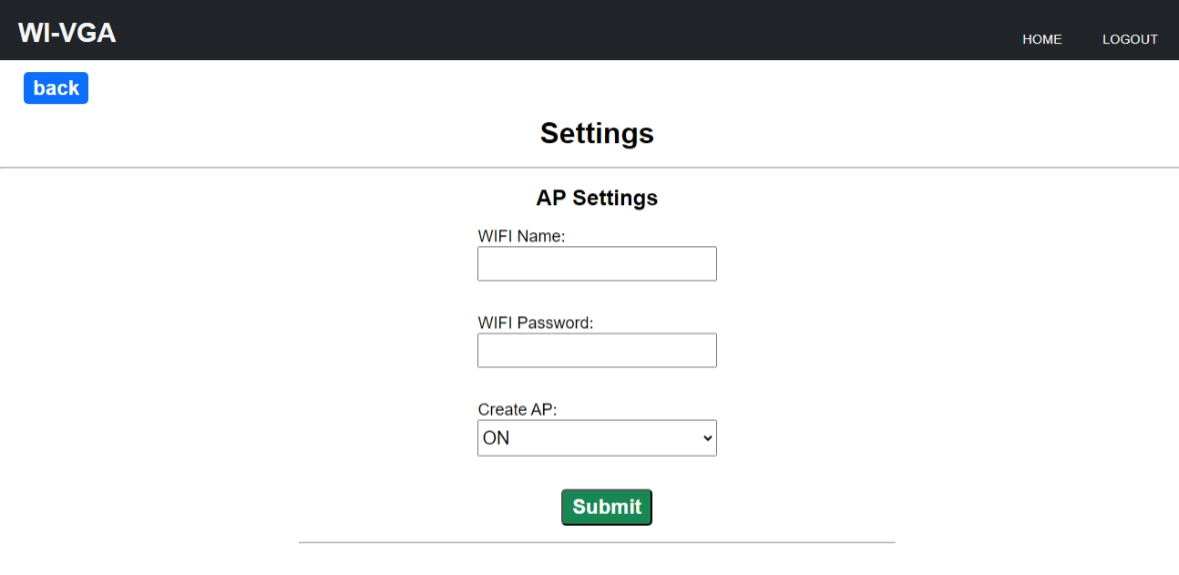 WI-VGA
HOME LOGOUT
back
Settings
AP Settings
WIFI Name:
WIFI Password:
Create AP:
ON
Submit